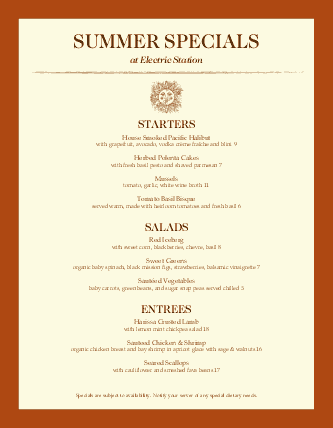 SUMMER SPECIALS
at Electric Station
STARTERS
House Smoked Pacific Halibut
with grapefruit, avocado, vodka crème fraîche and blini 9
Herbed Polenta Cakes
with fresh basil pesto and shaved parmesan 7
Mussels
tomato, garlic, white wine broth 11
Tomato Basil Bisque
served warm, made with heirloom tomatoes and fresh basil 6
SALADS
Red Iceberg
with sweet corn, blackberries, chevre, basil 8
Sweet Greens
organic baby spinach, black mission figs, strawberries, balsamic vinegrette 7
Sautéed Vegetables
baby carrots, green beans, and sugar snap peas served chilled 5
ENTREES
Harissa Crusted Lamb
with lemon mint chickpea salad 18
Sautéed Chicken & Shrimp
organic chicken breast and bay shrimp in apricot glaze with sage & walnuts 16
Seared Scallops
with cauliflower and smashed fava beans 17
Specials are subject to availability. Notify your server of any special dietary needs.